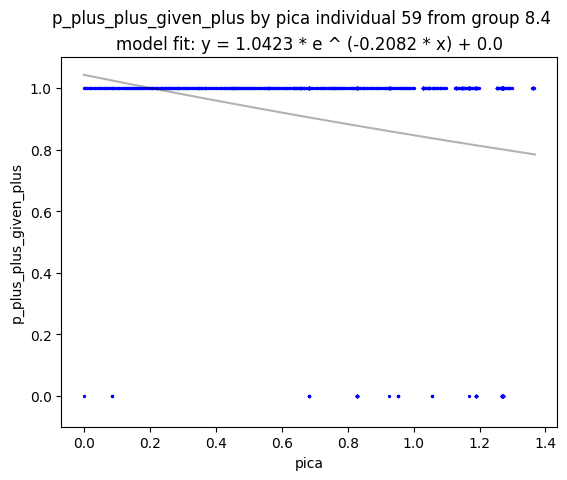 p_plus_plus_given_plus by pica individual 59 from group 8.4
model fit: y = 1.0423 * e ^ (-0.2082 * x) + 0.0
p_plus_plus_given_plus
1.0
0.8
0.6
0.4
0.2
0.0
0.0 0.2 0.4 0.6 0.8 1.0 1.2 1.4
pica